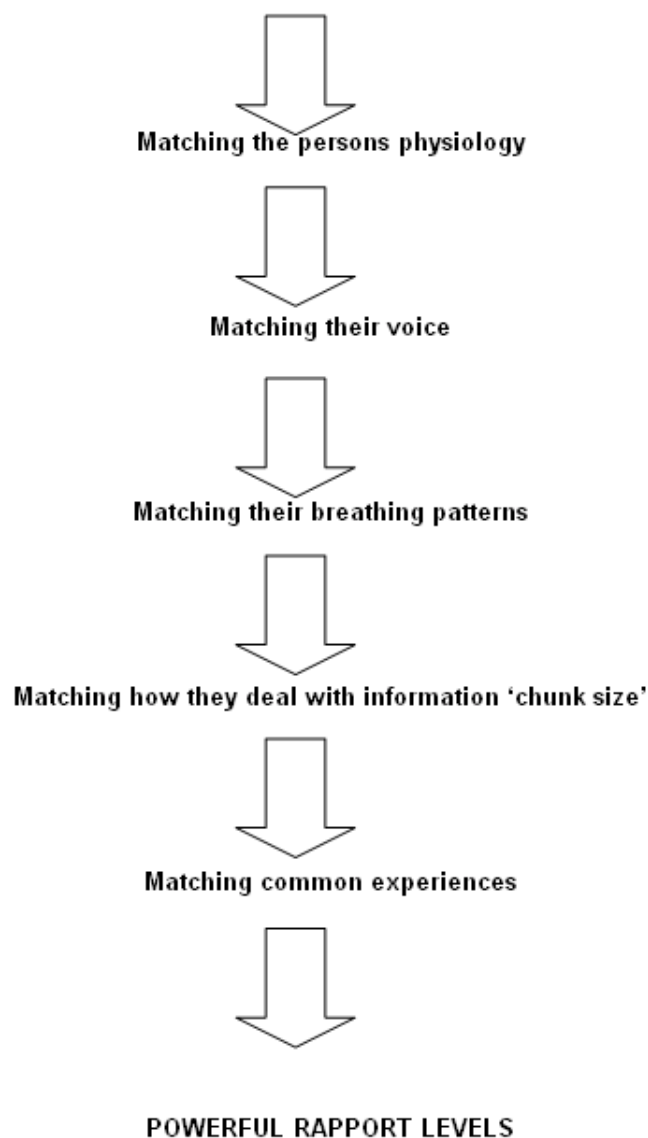 Matching the persons physiology
Matching their voice
Matching their breathing patterns
Matching how they deal with information ‘chunk size’
Matching common experiences
POWERFUL RAPPORT LEVELS